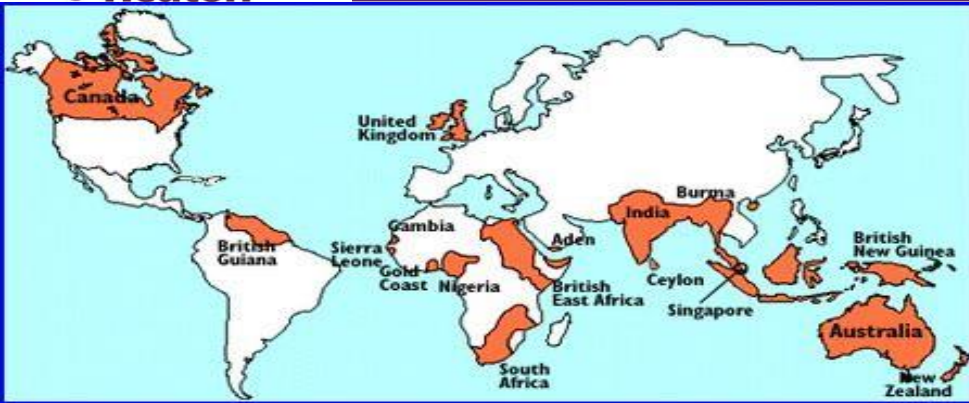 Canada
United
Kingdom
British
Guiana
Gambia
Sierra
Leone
Gold
Coast
Nigeria
Aden
British
East Africa
South
Africa
India
Burma
Ceylon
Singapore
British
New Guinea
Australia
New
Zealand